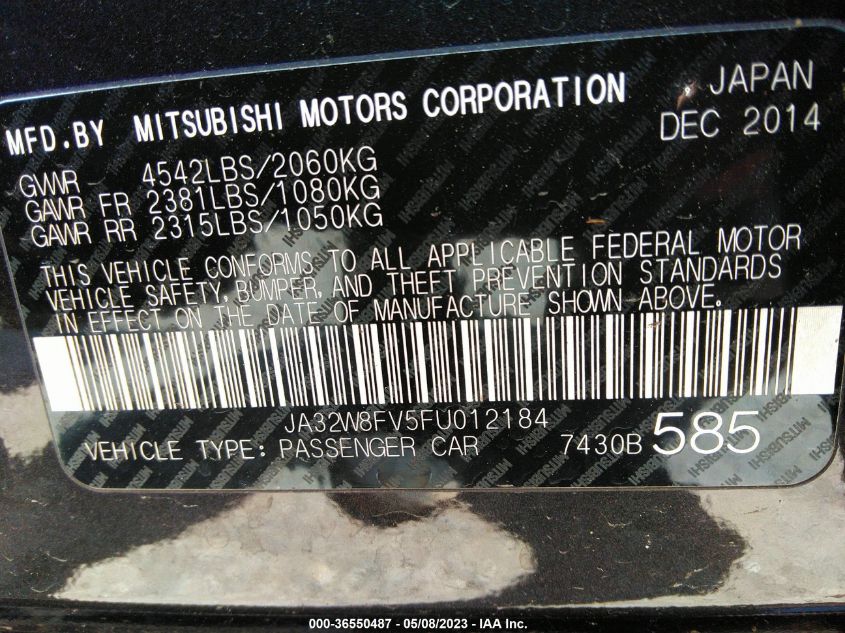 MFD.BY MITSUBISHI MOTORS CORPORATION JAPAN
DEC 2014
GVWR 4542LBS/2060KG
GAWR FR 2381LBS/1080KG
GAWR RR 2315LBS/1050KG
THIS VEHICLE CONFORMS TO ALL APPLICABLE FEDERAL MOTOR
VEHICLE SAFETY, BUMPER, AND THEFT PREVENTION STANDARDS
IN EFFECT ON THE DATE OF MANUFACTURE SHOWN ABOVE.
JA32W8FV5FU012184
VEHICLE TYPE: PASSENGER CAR 7430B 585
000-36550487 - 05/08/2023 - IAA Inc.